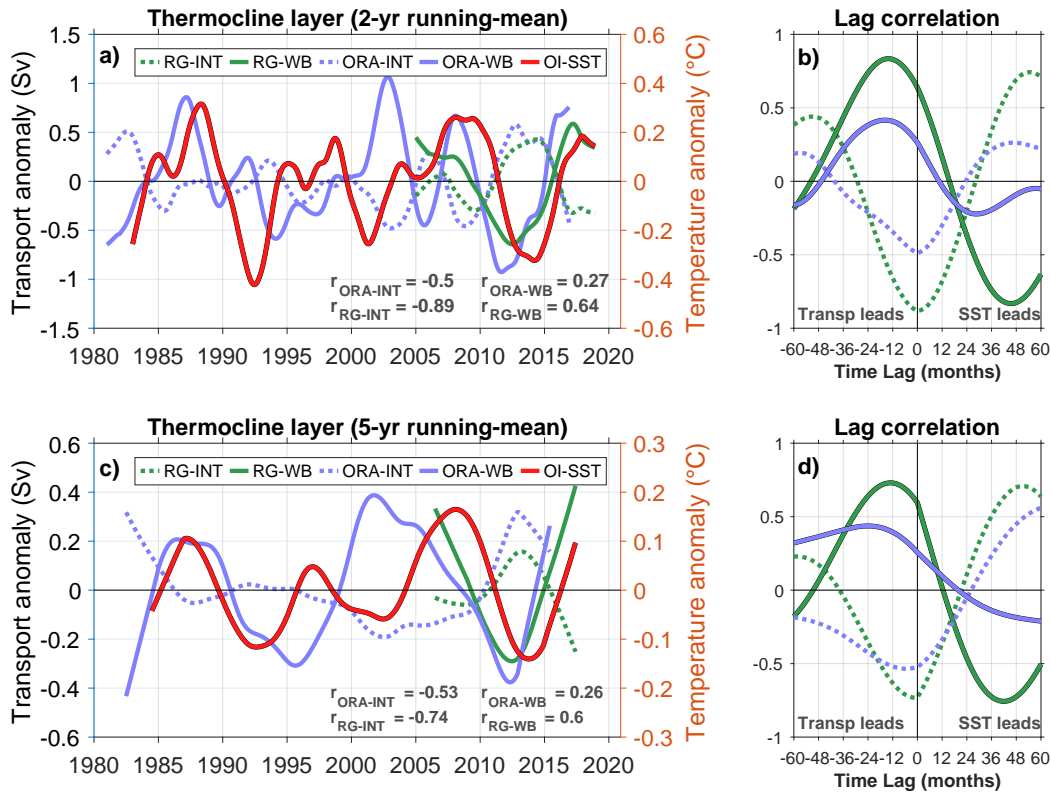 Thermocline layer (2-yr running-mean)
a)
RG-INT RG-WB ORA-INT ORA-WB OI-SST
Transport anomaly (Sv)
1.5
1
0.5
0
-0.5
-1
-1.5
Temperature anomaly (°C)
0.6
0.4
0.2
0
-0.2
-0.4
-0.6
r_ORA-INT = -0.5 r_ORA-WB = 0.27
r_RG-INT = -0.89 r_RG-WB = 0.64
1980 1985 1990 1995 2000 2005 2010 2015 2020
Lag correlation
b)
1
0.5
0
-0.5
-1
Transp leads SST leads
-60 -48 -36 -24 -12 0 12 24 36 48 60
Time Lag (months)
Thermocline layer (5-yr running-mean)
c)
RG-INT RG-WB ORA-INT ORA-WB OI-SST
Transport anomaly (Sv)
0.6
0.4
0.2
0
-0.2
-0.4
-0.6
Temperature anomaly (°C)
0.3
0.2
0.1
0
-0.1
-0.2
-0.3
r_ORA-INT = -0.53 r_ORA-WB = 0.26
r_RG-INT = -0.74 r_RG-WB = 0.6
1980 1985 1990 1995 2000 2005 2010 2015 2020
Lag correlation
d)
1
0.5
0
-0.5
-1
Transp leads SST leads
-60 -48 -36 -24 -12 0 12 24 36 48 60
Time Lag (months)